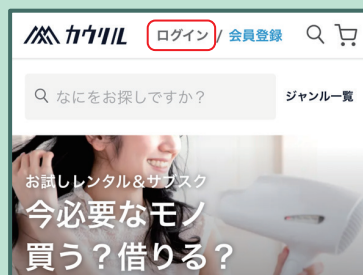 カウリル ログイン / 会員登録
なにをお探しですか？ ジャンル一覧
お試しレンタル&サブスク
今必要なモノ
買う？借りる？